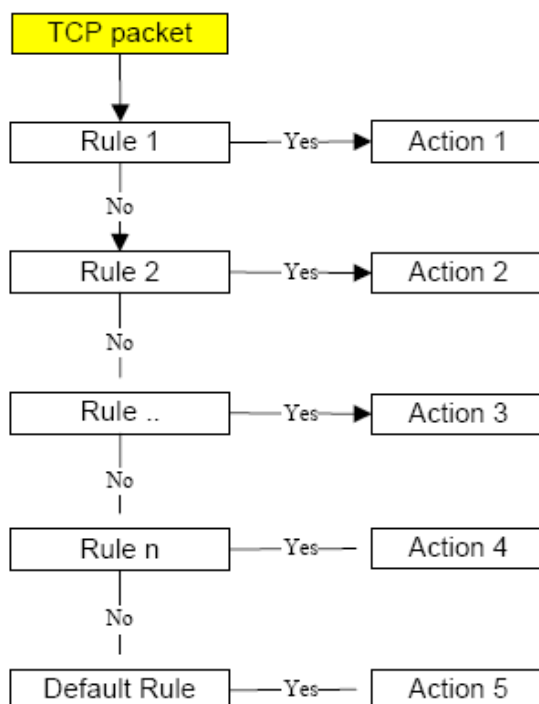 TCP packet
Rule 1
Yes
Action 1
No
Rule 2
Yes
Action 2
No
Rule ..
Yes
Action 3
No
Rule n
Yes
Action 4
No
Default Rule
Yes
Action 5